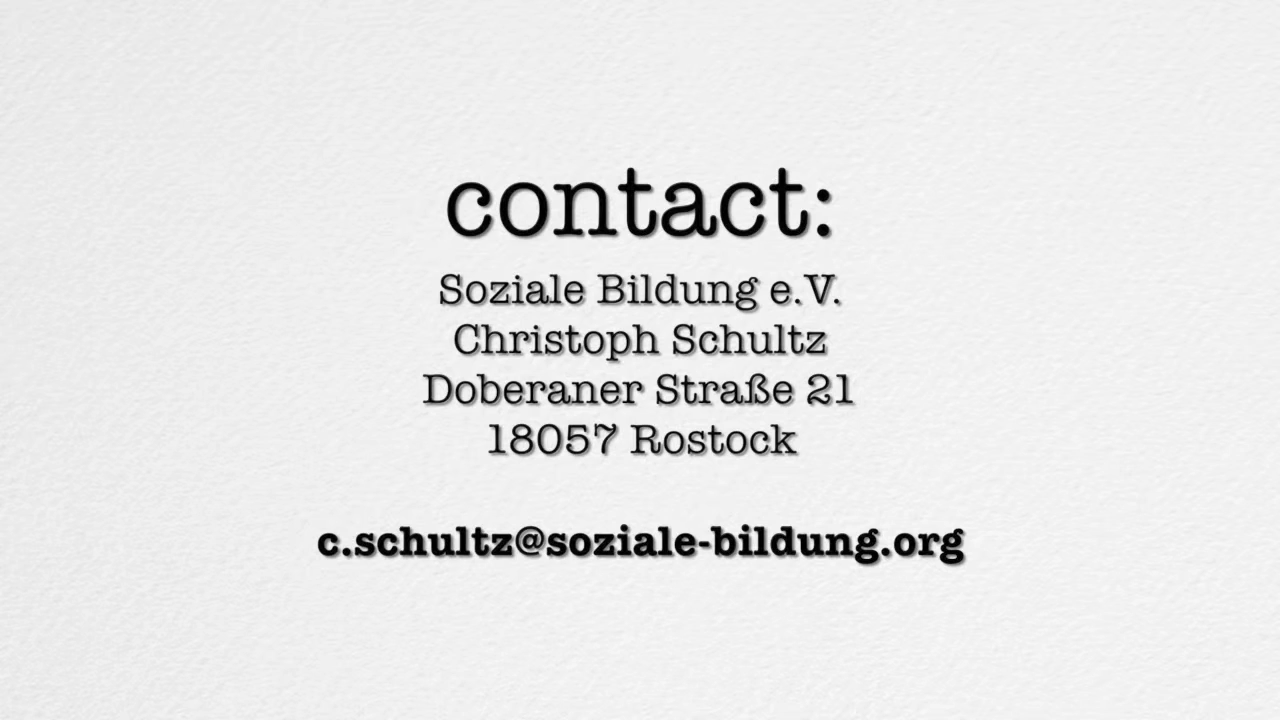 contact:
Soziale Bildung e.V.
Christoph Schultz
Doberaner Straße 21
18057 Rostock
c.schultz@soziale-bildung.org